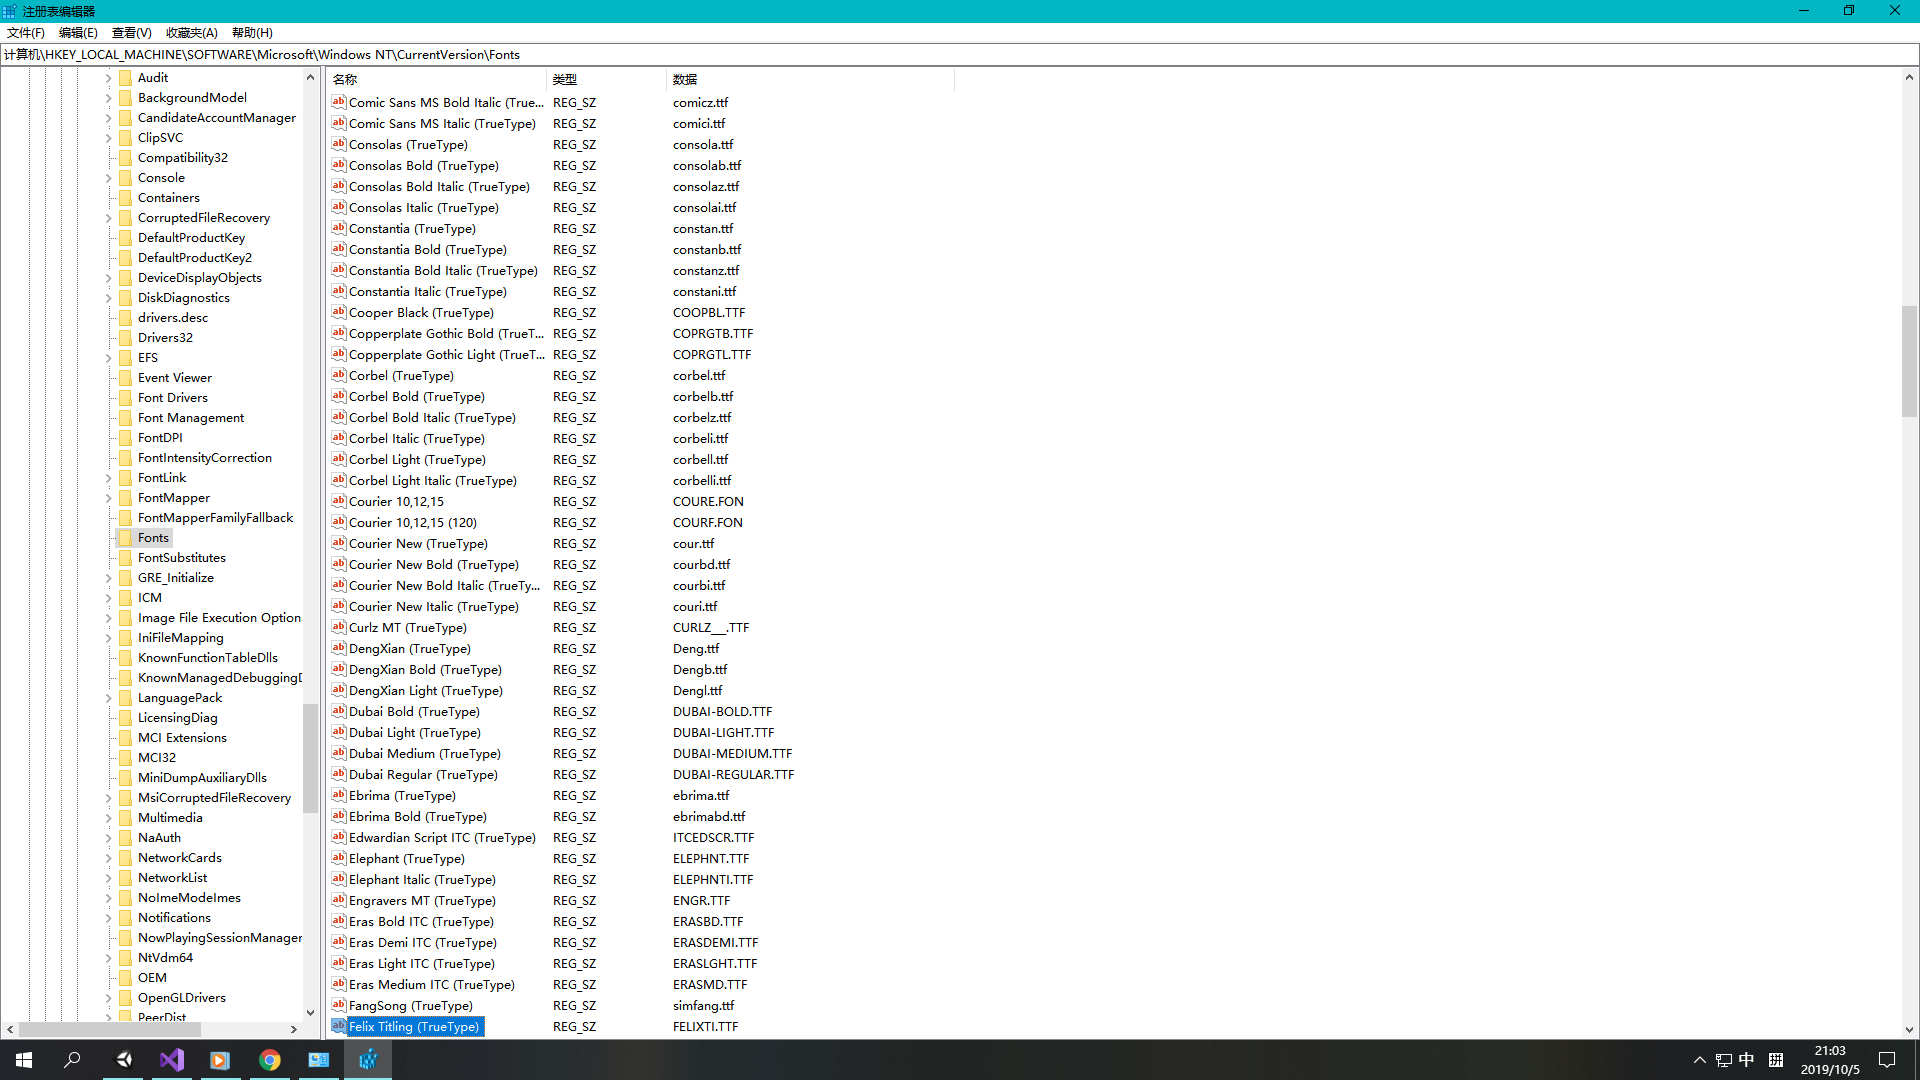 注册表编辑器
文件(F) 编辑(E) 查看(V) 收藏夹(A) 帮助(H)
计算机\HKEY_LOCAL_MACHINE\SOFTWARE\Microsoft\Windows NT\CurrentVersion\Fonts
Audit
BackgroundModel
CandidateAccountManager
ClipSVC
Compatibility32
Console
Containers
CorruptedFileRecovery
DefaultProductKey
DefaultProductKey2
DeviceDisplayObjects
DiskDiagnostics
drivers.desc
Drivers32
EFS
Event Viewer
Font Drivers
Font Management
FontDPI
FontIntensityCorrection
FontLink
FontMapper
FontMapperFamilyFallback
Fonts
FontSubstitutes
GRE_Initialize
ICM
Image File Execution Option
IniFileMapping
KnownFunctionTableDlls
KnownManagedDebuggingD
LanguagePack
LicensingDiag
MCI Extensions
MCI32
MiniDumpAuxiliaryDlls
MsiCorruptedFileRecovery
Multimedia
NaAuth
NetworkCards
NetworkList
NoImeModeImes
Notifications
NowPlayingSessionManager
NtVdm64
OEM
OpenGLDrivers
PeerDist
名称 类型 数据
Comic Sans MS Bold Italic (True... REG_SZ comicz.ttf
Comic Sans MS Italic (TrueType) REG_SZ comici.ttf
Consolas (TrueType) REG_SZ consola.ttf
Consolas Bold (TrueType) REG_SZ consolab.ttf
Consolas Bold Italic (TrueType) REG_SZ consolaz.ttf
Consolas Italic (TrueType) REG_SZ consolai.ttf
Constantia (TrueType) REG_SZ constan.ttf
Constantia Bold (TrueType) REG_SZ constanb.ttf
Constantia Bold Italic (TrueType) REG_SZ constanz.ttf
Constantia Italic (TrueType) REG_SZ constani.ttf
Cooper Black (TrueType) REG_SZ COOPBL.TTF
Copperplate Gothic Bold (TrueT... REG_SZ COPRGTB.TTF
Copperplate Gothic Light (TrueT... REG_SZ COPRGTL.TTF
Corbel (TrueType) REG_SZ corbel.ttf
Corbel Bold (TrueType) REG_SZ corbelb.ttf
Corbel Bold Italic (TrueType) REG_SZ corbelz.ttf
Corbel Italic (TrueType) REG_SZ corbeli.ttf
Corbel Light (TrueType) REG_SZ corbell.ttf
Corbel Light Italic (TrueType) REG_SZ corbelli.ttf
Courier 10,12,15 REG_SZ COURE.FON
Courier 10,12,15 (120) REG_SZ COURF.FON
Courier New (TrueType) REG_SZ cour.ttf
Courier New Bold (TrueType) REG_SZ courbd.ttf
Courier New Bold Italic (TrueTy... REG_SZ courbi.ttf
Courier New Italic (TrueType) REG_SZ couri.ttf
Curlz MT (TrueType) REG_SZ CURLZ___.TTF
DengXian (TrueType) REG_SZ Deng.ttf
DengXian Bold (TrueType) REG_SZ Dengb.ttf
DengXian Light (TrueType) REG_SZ Dengl.ttf
Dubai Bold (TrueType) REG_SZ DUBAI-BOLD.TTF
Dubai Light (TrueType) REG_SZ DUBAI-LIGHT.TTF
Dubai Medium (TrueType) REG_SZ DUBAI-MEDIUM.TTF
Dubai Regular (TrueType) REG_SZ DUBAI-REGULAR.TTF
Ebrima (TrueType) REG_SZ ebrima.ttf
Ebrima Bold (TrueType) REG_SZ ebrimabd.ttf
Edwardian Script ITC (TrueType) REG_SZ ITCEDSCR.TTF
Elephant (TrueType) REG_SZ ELEPHNT.TTF
Elephant Italic (TrueType) REG_SZ ELEPHNTI.TTF
Engravers MT (TrueType) REG_SZ ENGR.TTF
Eras Bold ITC (TrueType) REG_SZ ERASBD.TTF
Eras Demi ITC (TrueType) REG_SZ ERASDEMI.TTF
Eras Light ITC (TrueType) REG_SZ ERASLGHT.TTF
Eras Medium ITC (TrueType) REG_SZ ERASMD.TTF
FangSong (TrueType) REG_SZ simfang.ttf
Felix Titling (TrueType) REG_SZ FELIXTI.TTF
中 拼
21:03
2019/10/5